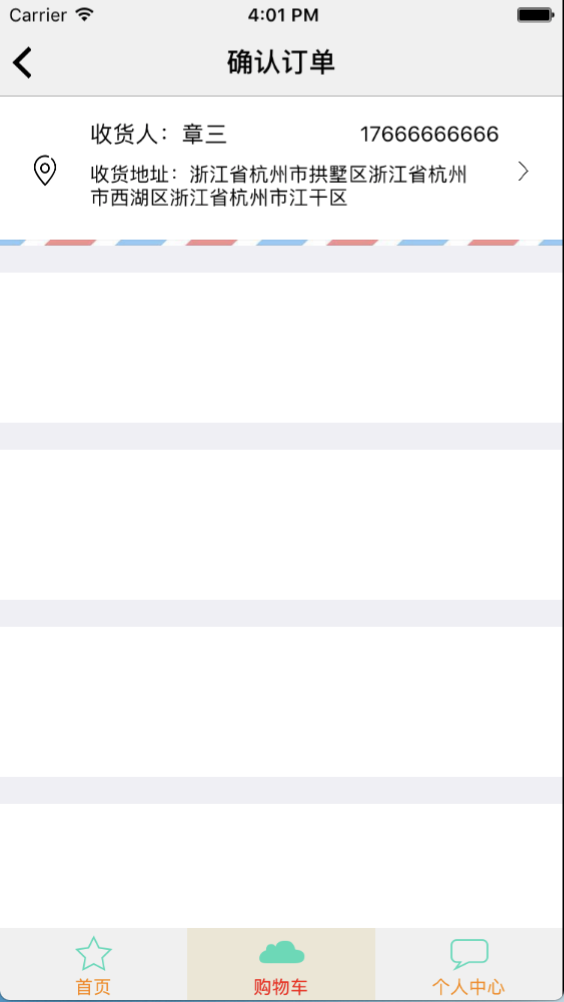 Carrier 4:01 PM
确认订单
收货人：章三 17666666666
收货地址：浙江省杭州市拱墅区浙江省杭州
市西湖区浙江省杭州市江干区
首页 购物车 个人中心